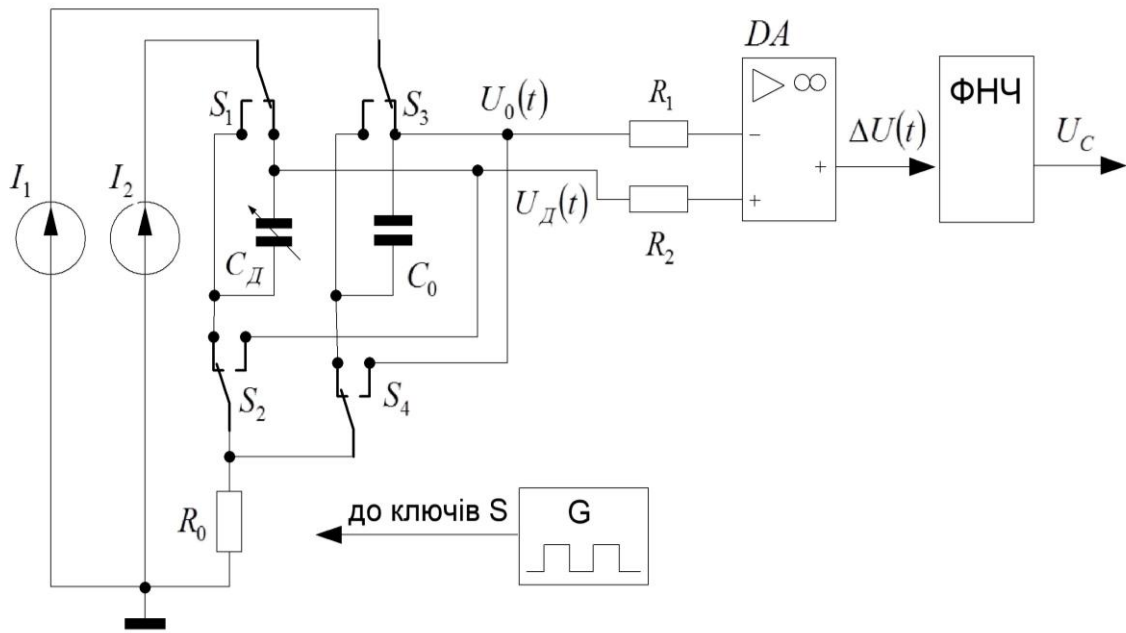 DA
S₁
S₃
U₀(t)
R₁
ФНЧ
ΔU(t)
U_C
I₁
I₂
−
+
+
U_Д(t)
R₂
C_Д
C₀
S₂
S₄
R₀
до ключів S
G